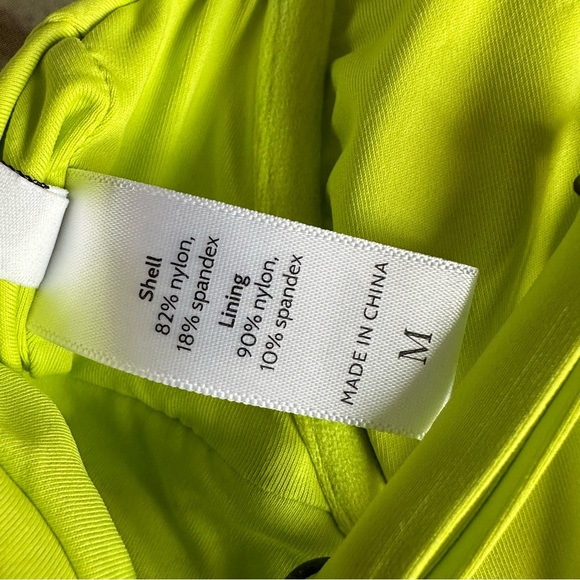 Shell
82% nylon,
18% spandex
Lining
90% nylon,
10% spandex
MADE IN CHINA
M